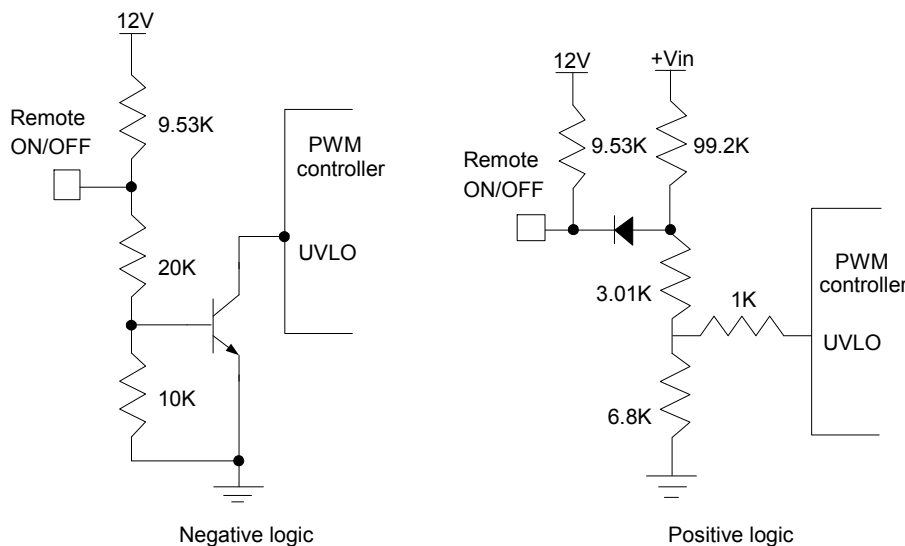 12V
9.53K
Remote
ON/OFF
PWM
controller
UVLO
20K
10K
Negative logic
12V
+Vin
9.53K
99.2K
Remote
ON/OFF
3.01K
1K
PWM
controller
UVLO
6.8K
Positive logic